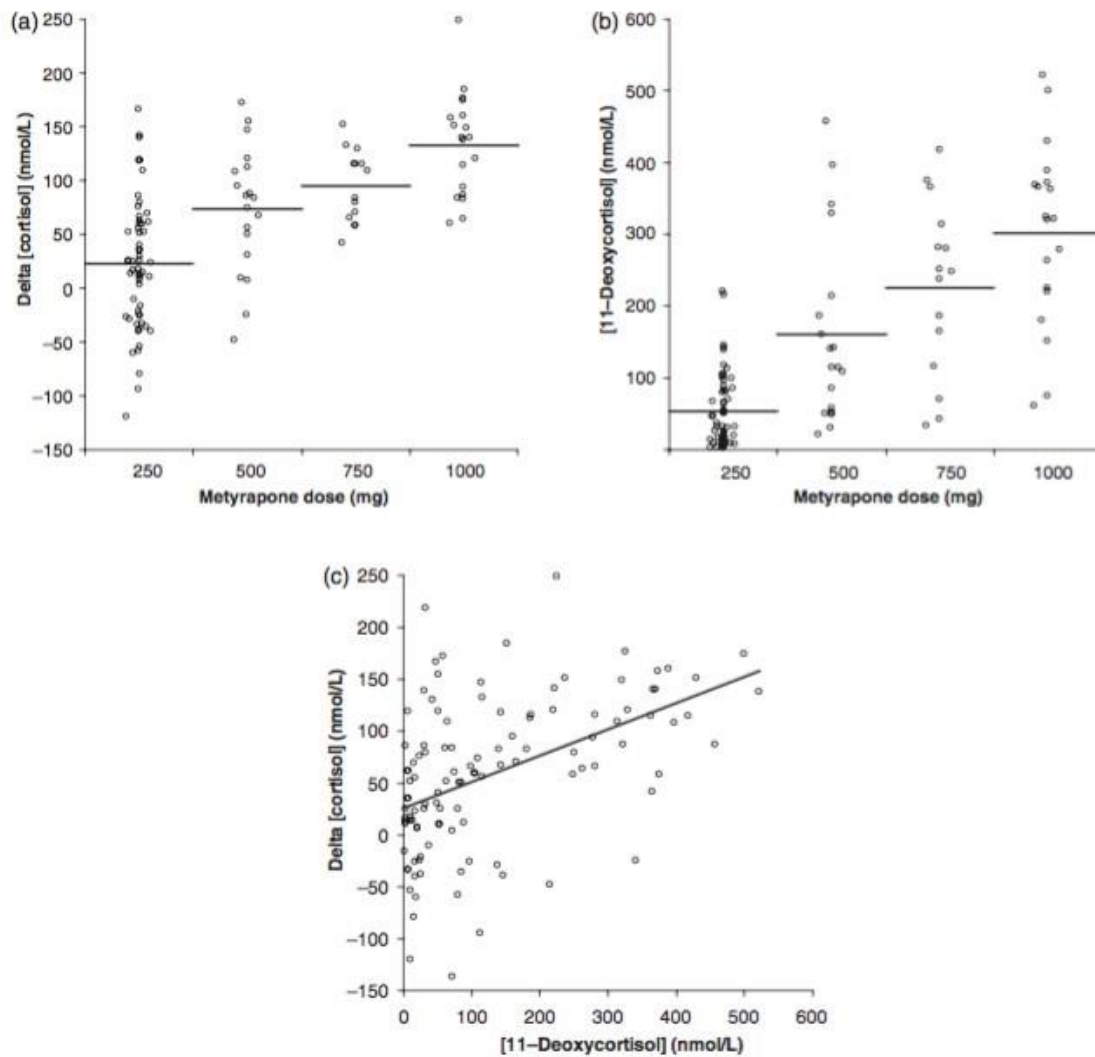 (a)
250
200
150
100
50
0
−50
−100
−150
Delta [cortisol] (nmol/L)
250 500 750 1000
Metyrapone dose (mg)
(b)
600
500
400
300
200
100
[11–Deoxycortisol] (nmol/L)
250 500 750 1000
Metyrapone dose (mg)
(c)
250
200
150
100
50
0
−50
−100
−150
Delta [cortisol] (nmol/L)
0 100 200 300 400 500 600
[11–Deoxycortisol] (nmol/L)